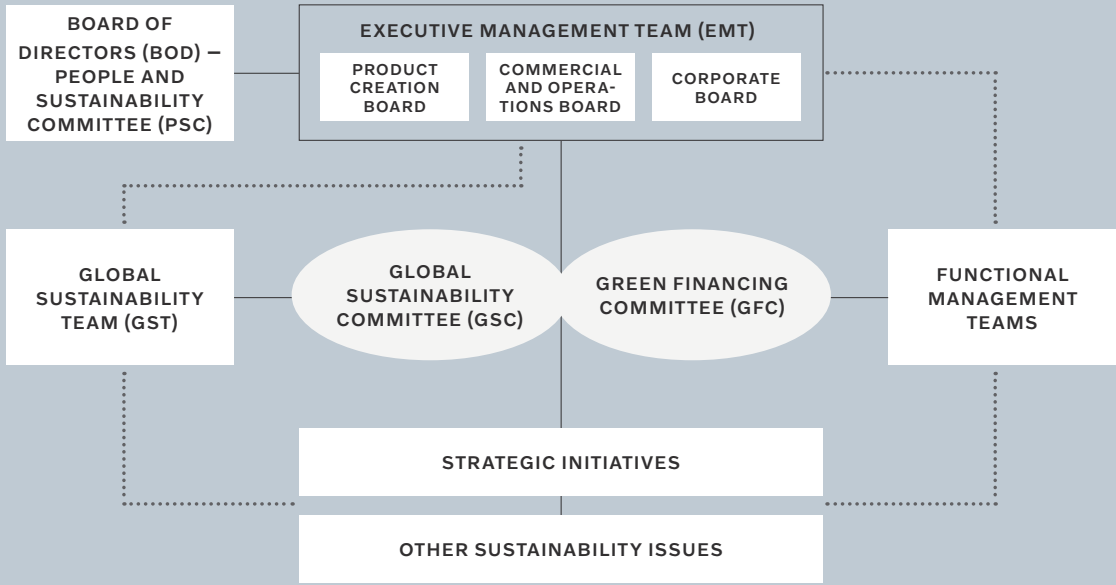 BOARD OF
DIRECTORS (BOD) –
PEOPLE AND
SUSTAINABILITY
COMMITTEE (PSC)
EXECUTIVE MANAGEMENT TEAM (EMT)
PRODUCT
CREATION
BOARD
COMMERCIAL
AND OPERA-
TIONS BOARD
CORPORATE
BOARD
GLOBAL
SUSTAINABILITY
TEAM (GST)
GLOBAL
SUSTAINABILITY
COMMITTEE (GSC)
GREEN FINANCING
COMMITTEE (GFC)
FUNCTIONAL
MANAGEMENT
TEAMS
STRATEGIC INITIATIVES
OTHER SUSTAINABILITY ISSUES